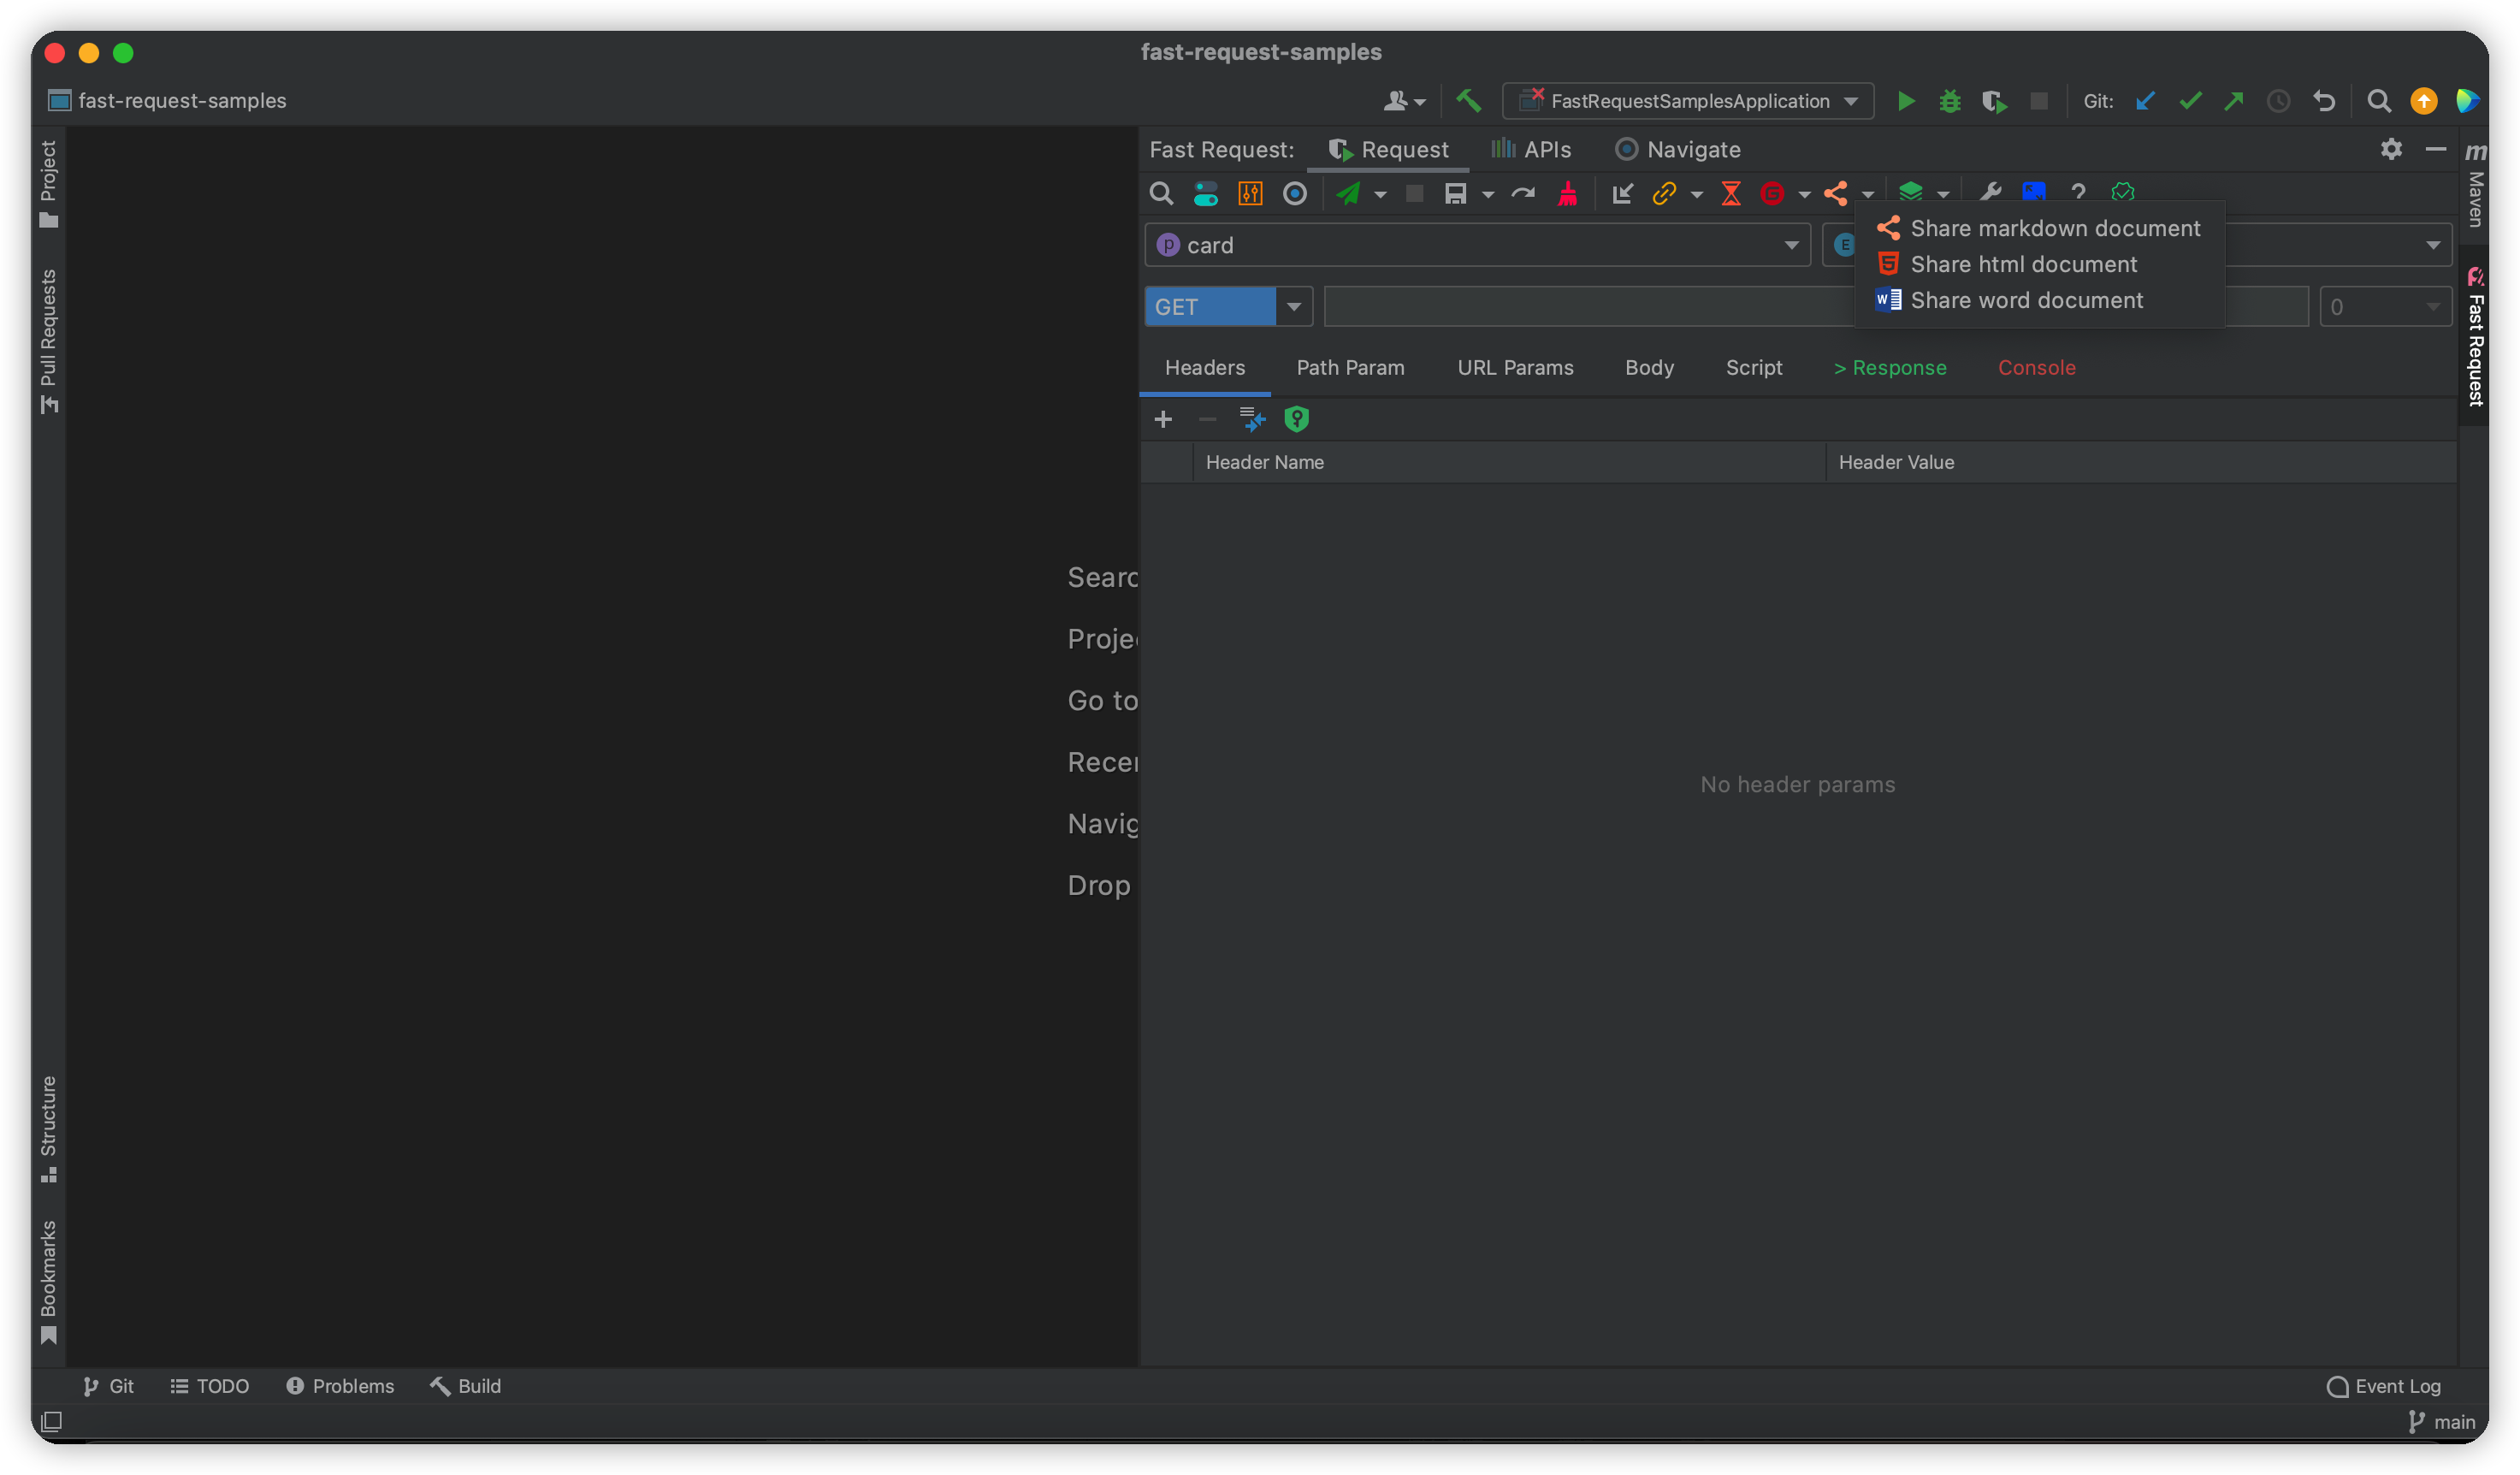 fast-request-samples
fast-request-samples
FastRequestSamplesApplication
Git:
Fast Request:
Request
APIs
Navigate
Share markdown document
Share html document
Share word document
p card
E
GET
0
Headers
Path Param
URL Params
Body
Script
> Response
Console
Header Name
Header Value
No header params
Searc
Projec
Go to
Recer
Navig
Drop
Project
Pull Requests
Structure
Bookmarks
m
Maven
Fast Request
Git
TODO
Problems
Build
Event Log
main